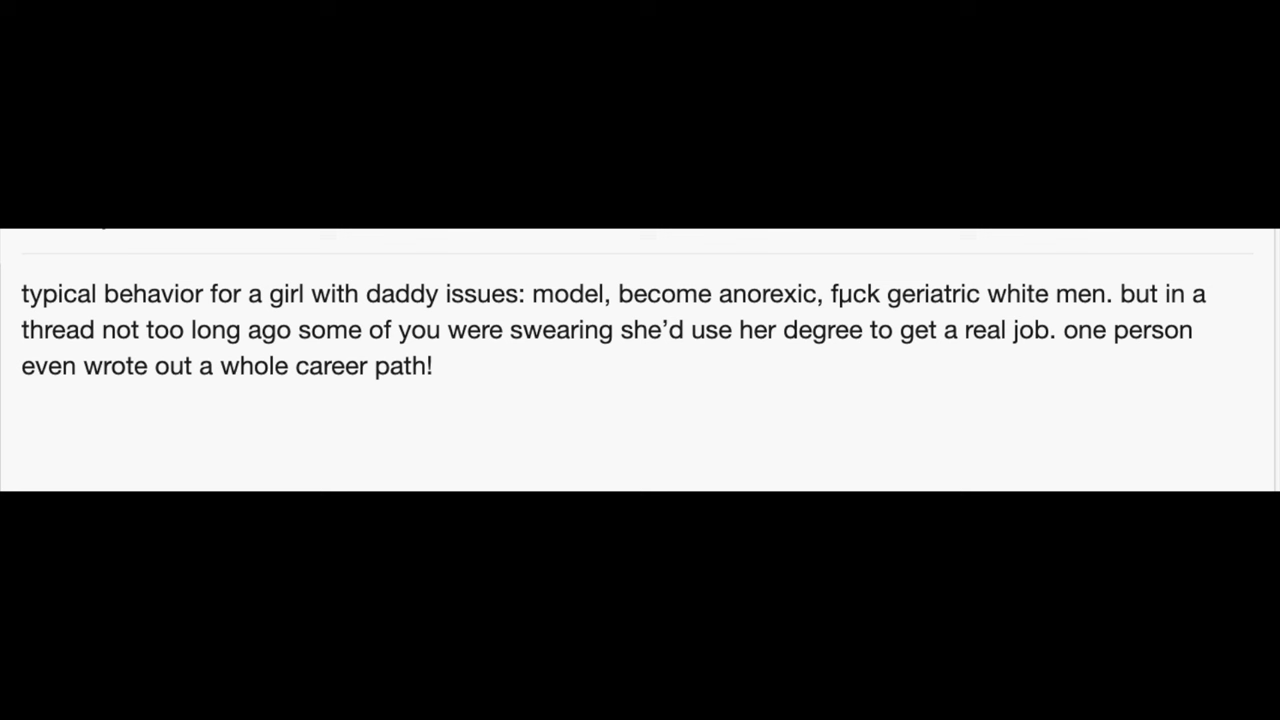 typical behavior for a girl with daddy issues: model, become anorexic, fµck geriatric white men. but in a
thread not too long ago some of you were swearing she’d use her degree to get a real job. one person
even wrote out a whole career path!